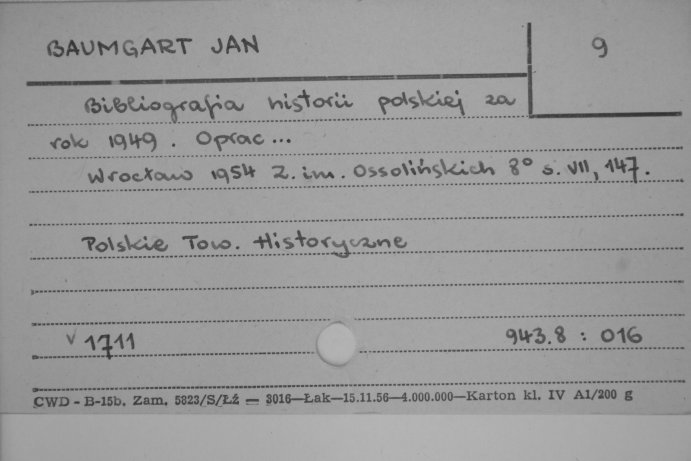 BAUMGART JAN
9
Bibliografia historii polskiej za
rok 1949. Oprac...
Wrocław 1954 Z. im. Ossolińskich 8° s. VII, 147.
Polskie Tow. Historyczne
v 1711
943.8 : 016
CWD - B-15b. Zam. 5823/S/Łż — 3016—Łak—15.11.56—4.000.000—Karton kl. IV A1/200 g